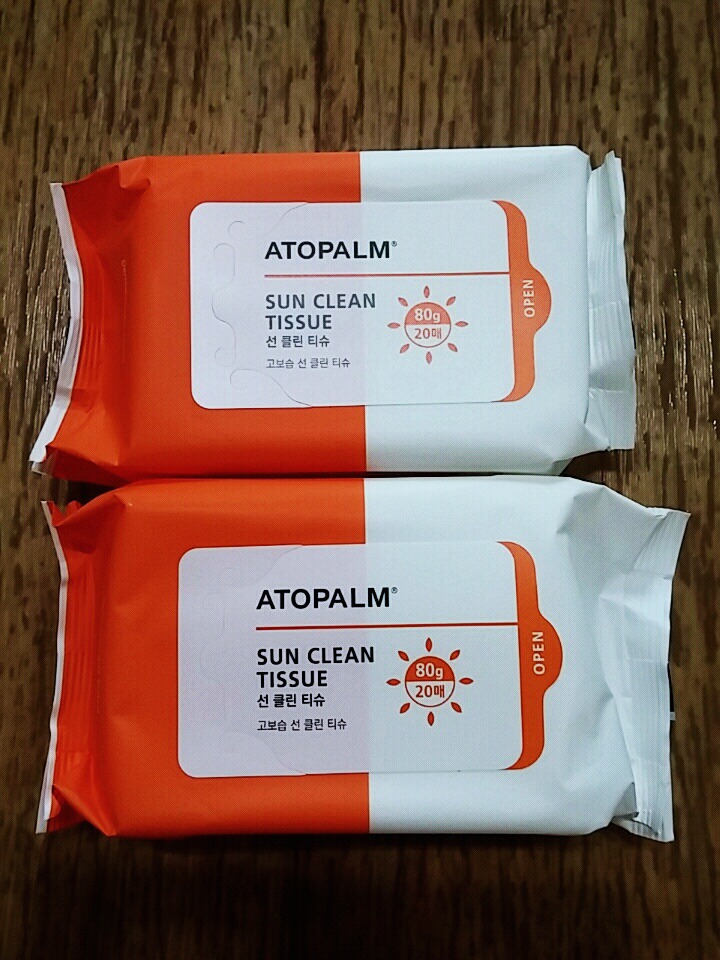 ATOPALM®
SUN CLEAN
TISSUE
선 클린 티슈
고보습 선 클린 티슈
80g
20매
OPEN
ATOPALM®
SUN CLEAN
TISSUE
선 클린 티슈
고보습 선 클린 티슈
80g
20매
OPEN